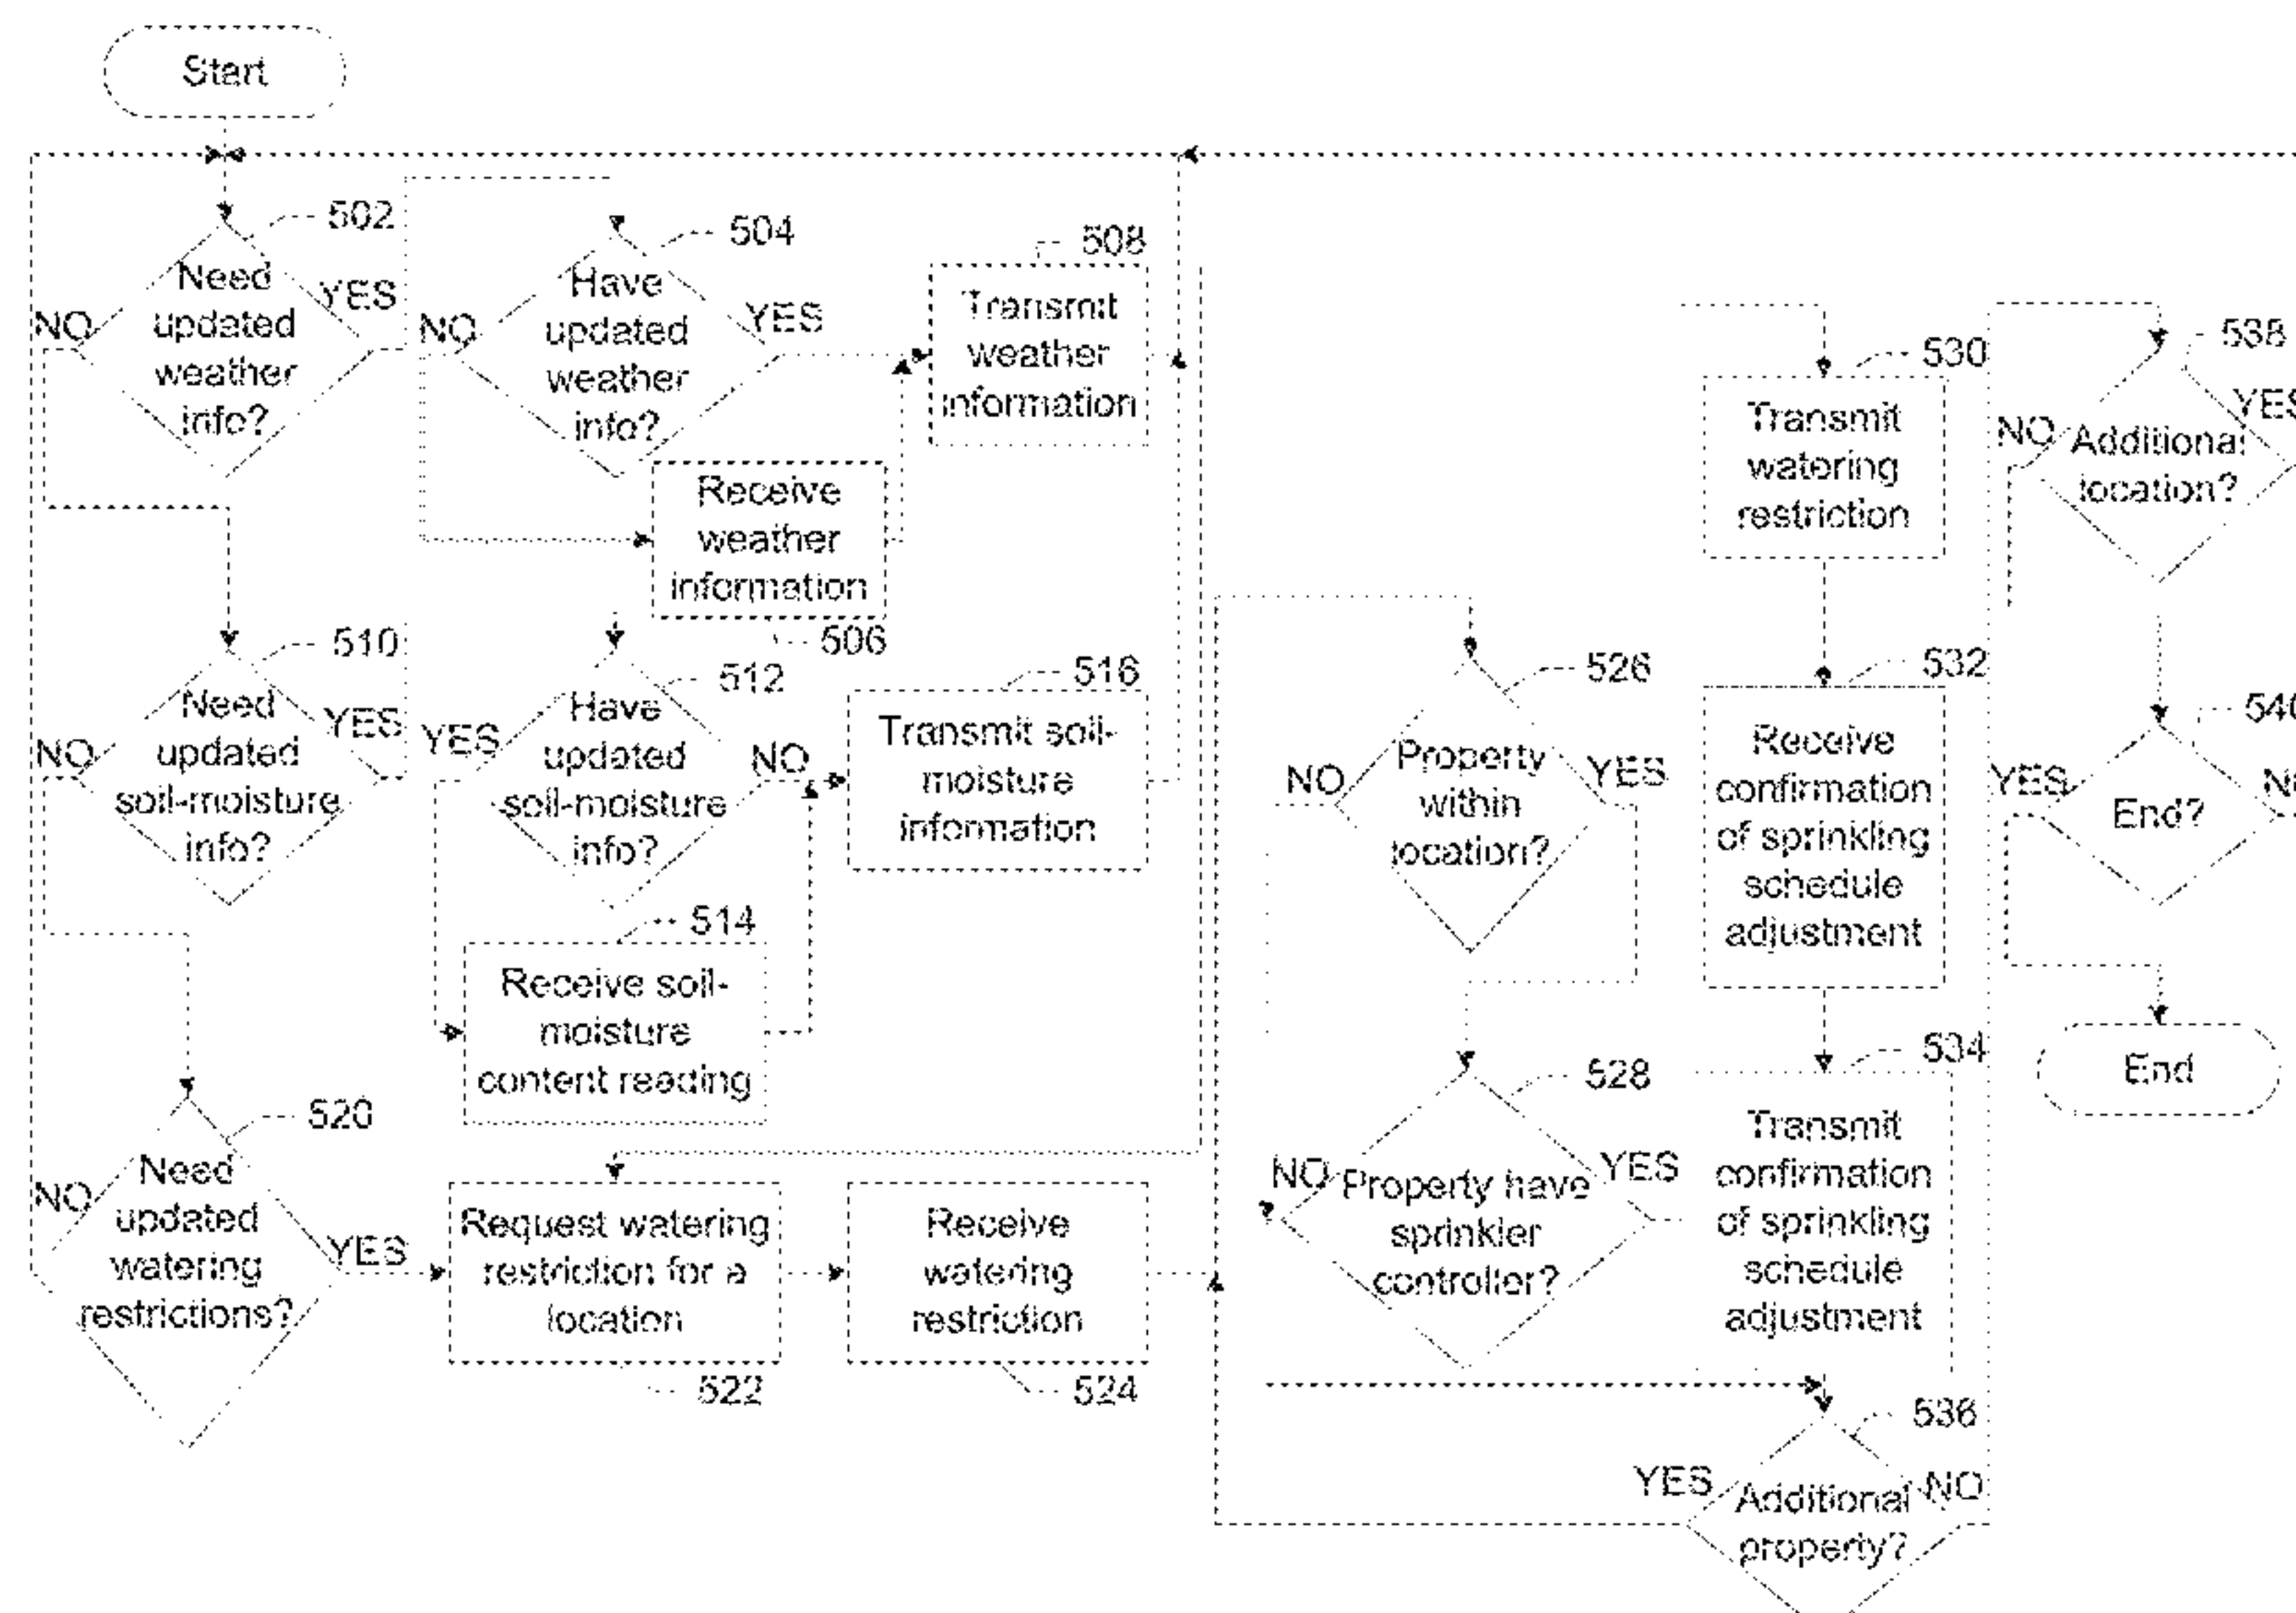 Start
502
Need
updated
weather
info?
NO
YES
504
Have
updated
weather
info?
NO
YES
508
Transmit
weather
information
Receive
weather
information
506
510
Need
updated
soil-moisture
info?
NO
YES
512
Have
updated
soil-moisture
info?
YES
NO
516
Transmit soil-
moisture
information
514
Receive soil-
moisture
content reading
520
Need
updated
watering
restrictions?
NO
YES
Request watering
restriction for a
location
522
Receive
watering
restriction
524
526
Property
within
location?
NO
YES
528
Property have
sprinkler
controller?
NO
YES
530
Transmit
watering
restriction
532
Receive
confirmation
of sprinkling
schedule
adjustment
534
Transmit
confirmation
of sprinkling
schedule
adjustment
536
Additional
property?
YES
NO
538
Additional
location?
NO
YES
540
End?
YES
NO
End